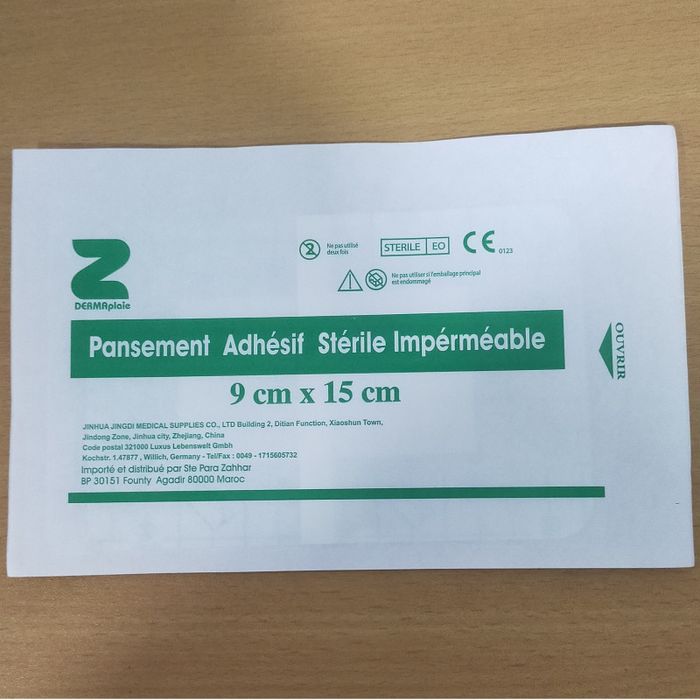 Ne pas utilisé
deux fois
STERILE EO
CE 0123
Ne pas utiliser si l'emballage principal
est endommagé
Z
DERMAplaie
Pansement Adhésif Stérile Impérméable
OUVRIR
9 cm x 15 cm
JINHUA JINGDI MEDICAL SUPPLIES CO., LTD Building 2, Ditian Function, Xiaoshun Town,
Jindong Zone, Jinhua city, Zhejiang, China
Code postal 321000 Luxus Lebenswelt Gmbh
Kochstr. 1.47877 , Willich, Germany - Tel/Fax : 0049 - 1715605732
Importé et distribué par Ste Para Zahhar
BP 30151 Founty Agadir 80000 Maroc